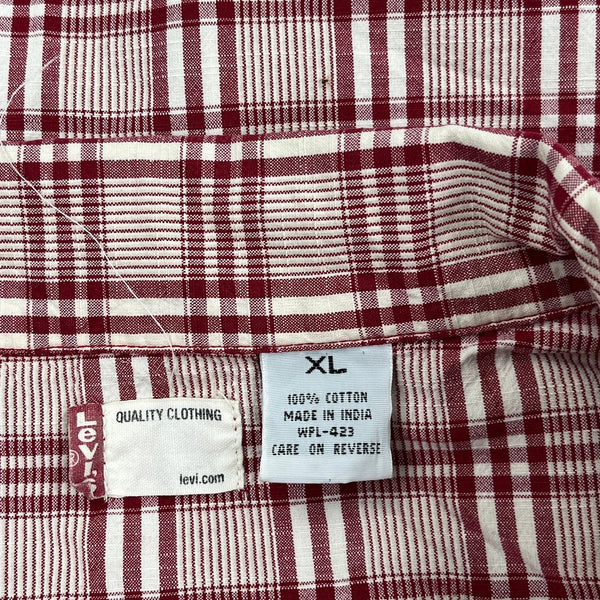 XL
100% COTTON
MADE IN INDIA
WPL-423
CARE ON REVERSE
Levi's
®
QUALITY CLOTHING
levi.com